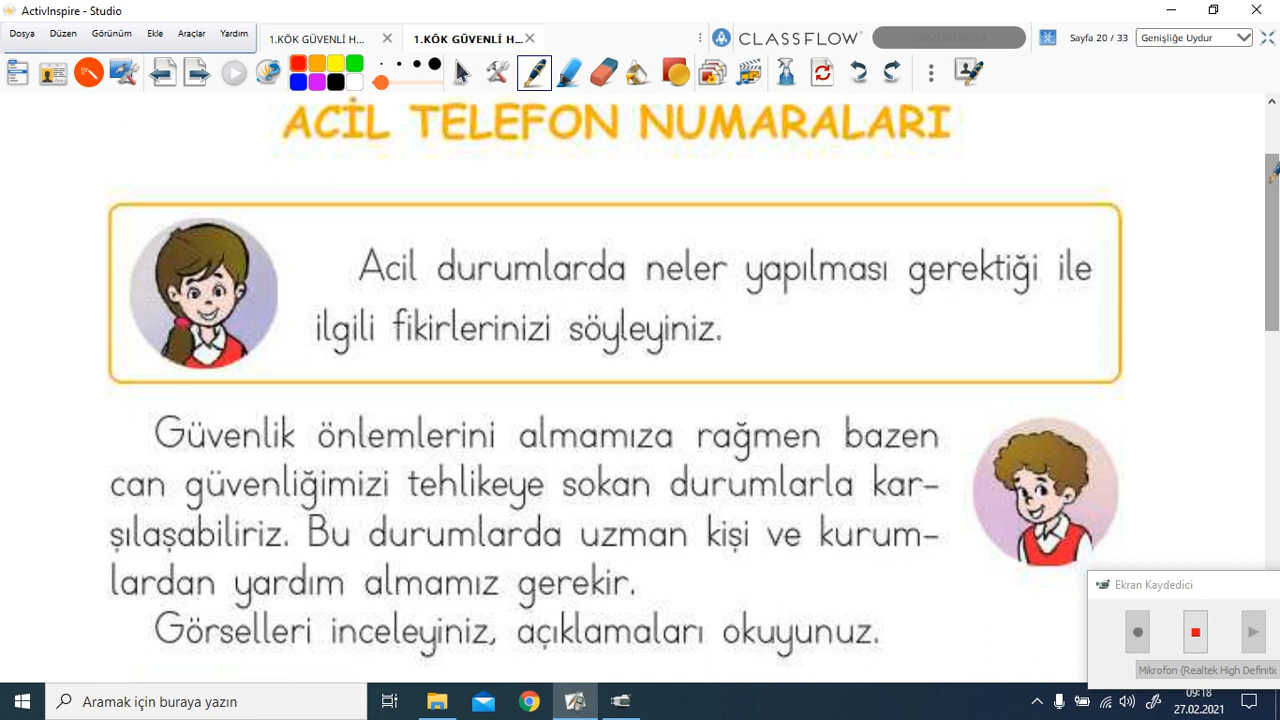 ActivInspire - Studio
Dosya Düzen Görünüm Ekle Araçlar Yardım
1.KÖK GÜVENLİ H...
1.KÖK GÜVENLİ H...
CLASSFLOW
Sayfa 20 / 33
Genişliğe Uydur
ACİL TELEFON NUMARALARI
Acil durumlarda neler yapılması gerektiği ile
ilgili fikirlerinizi söyleyiniz.
Güvenlik önlemlerini almamıza rağmen bazen
can güvenliğimizi tehlikeye sokan durumlarla kar-
şılaşabiliriz. Bu durumlarda uzman kişi ve kurum-
lardan yardım almamız gerekir.
Görselleri inceleyiniz, açıklamaları okuyunuz.
Ekran Kaydedici
Mikrofon (Realtek High Definiti
Aramak için buraya yazın
09:18
27.02.2021